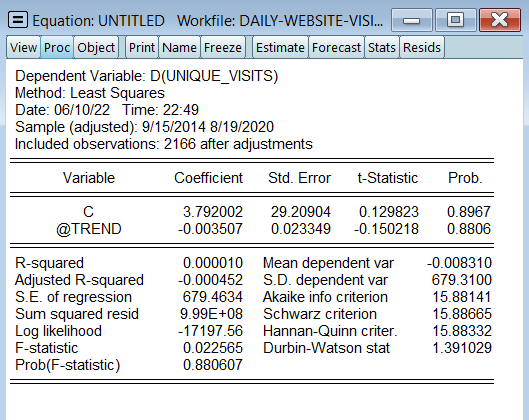 Equation: UNTITLED Workfile: DAILY-WEBSITE-VISI...
View Proc Object Print Name Freeze Estimate Forecast Stats Resids
Dependent Variable: D(UNIQUE_VISITS)
Method: Least Squares
Date: 06/10/22 Time: 22:49
Sample (adjusted): 9/15/2014 8/19/2020
Included observations: 2166 after adjustments
Variable Coefficient Std. Error t-Statistic Prob.
C 3.792002 29.20904 0.129823 0.8967
@TREND -0.003507 0.023349 -0.150218 0.8806
R-squared 0.000010 Mean dependent var -0.008310
Adjusted R-squared -0.000452 S.D. dependent var 679.3100
S.E. of regression 679.4634 Akaike info criterion 15.88141
Sum squared resid 9.99E+08 Schwarz criterion 15.88665
Log likelihood -17197.56 Hannan-Quinn criter. 15.88332
F-statistic 0.022565 Durbin-Watson stat 1.391029
Prob(F-statistic) 0.880607